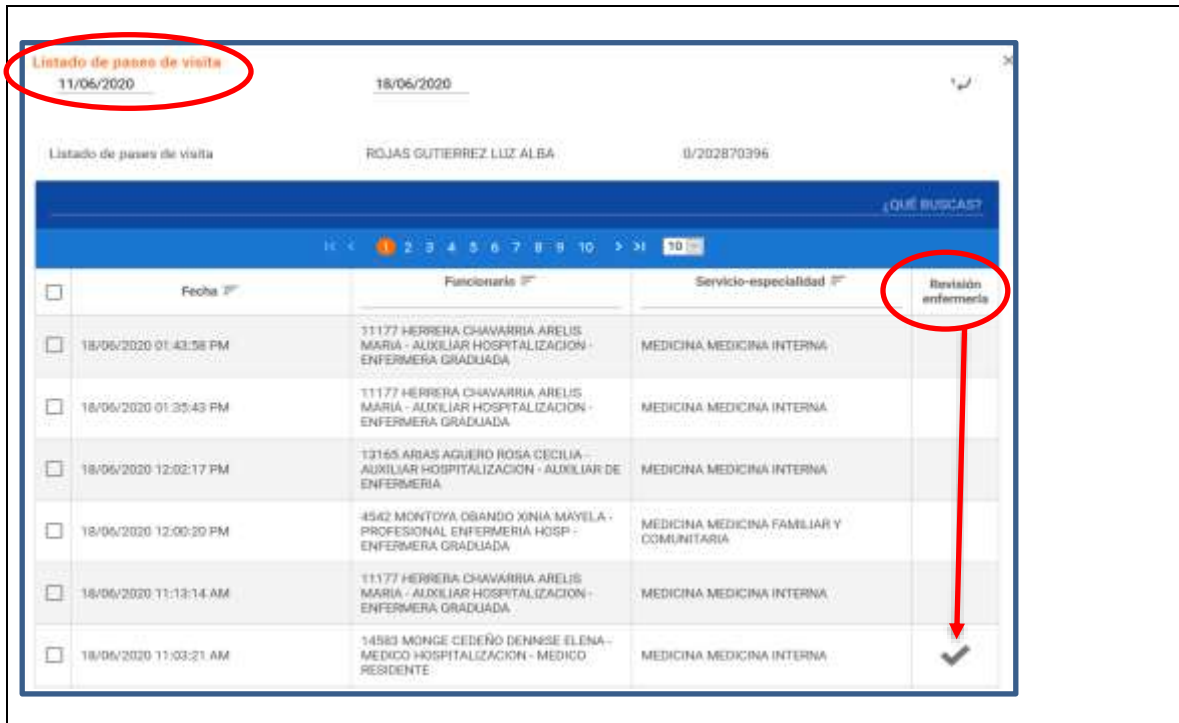 Listado de pases de visita
11/06/2020 18/06/2020
Listado de pases de visita ROJAS GUTIERREZ LUZ ALBA 0/202870396
¿QUÉ BUSCAS?
1 2 3 4 5 6 7 8 9 10 10
Fecha Funcionario Servicio-especialidad Revisión
enfermería
18/06/2020 01:43:58 PM
11177 HERRERA CHAVARRIA ARELIS
MARIA - AUXILIAR HOSPITALIZACION -
ENFERMERA GRADUADA
MEDICINA MEDICINA INTERNA
18/06/2020 01:35:43 PM
11177 HERRERA CHAVARRIA ARELIS
MARIA - AUXILIAR HOSPITALIZACION -
ENFERMERA GRADUADA
MEDICINA MEDICINA INTERNA
18/06/2020 12:02:17 PM
13165 ARIAS AGUERO ROSA CECILIA -
AUXILIAR HOSPITALIZACION - AUXILIAR DE
ENFERMERIA
MEDICINA MEDICINA INTERNA
18/06/2020 12:00:20 PM
4542 MONTOYA OBANDO XINIA MAYELA -
PROFESIONAL ENFERMERIA HOSP -
ENFERMERA GRADUADA
MEDICINA MEDICINA FAMILIAR Y
COMUNITARIA
18/06/2020 11:13:14 AM
11177 HERRERA CHAVARRIA ARELIS
MARIA - AUXILIAR HOSPITALIZACION -
ENFERMERA GRADUADA
MEDICINA MEDICINA INTERNA
18/06/2020 11:03:21 AM
14583 MONGE CEDEÑO DENNISE ELENA -
MEDICO HOSPITALIZACION - MEDICO
RESIDENTE
MEDICINA MEDICINA INTERNA